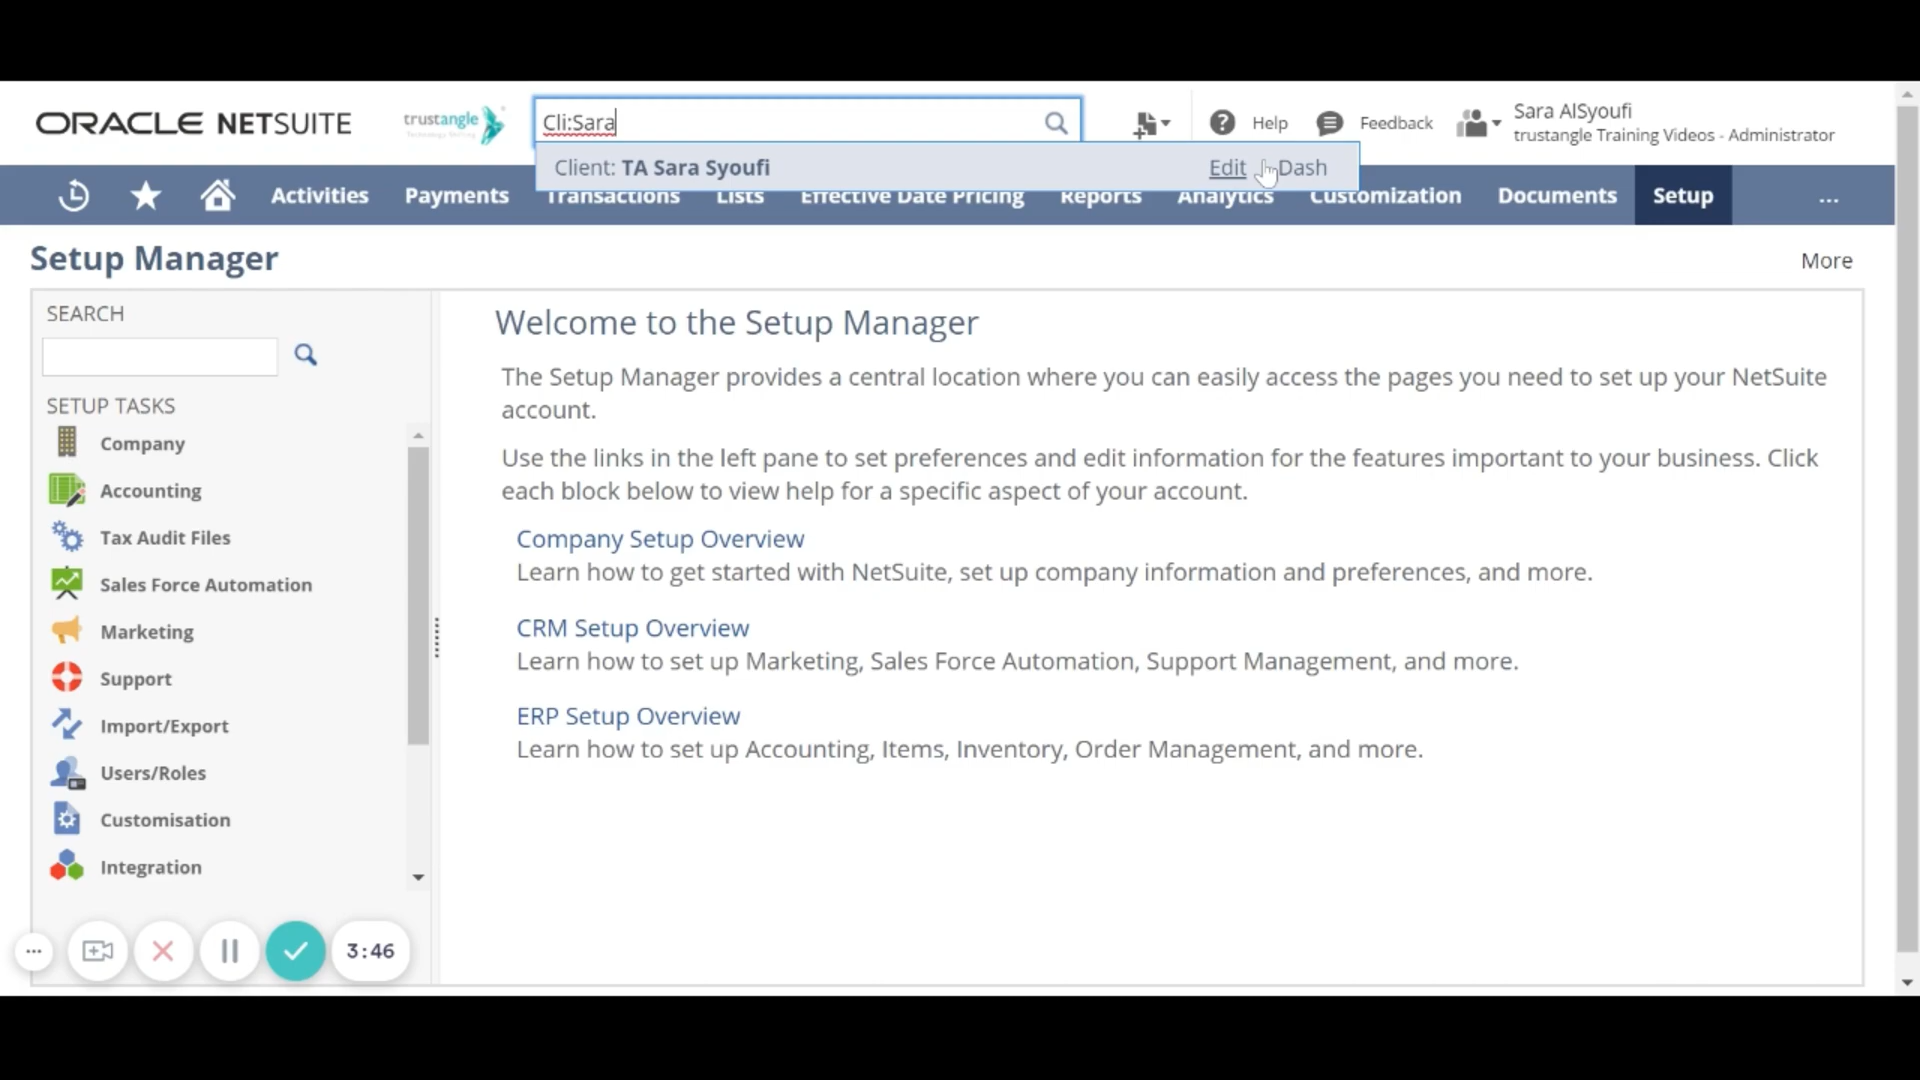 ORACLE NETSUITE
trustangle
Cli:Sara
Help
Feedback
Sara AlSyoufi
trustangle Training Videos - Administrator
Client: TA Sara Syoufi
Edit
Dash
Activities
Payments
Transactions
Lists
Effective Date Pricing
Reports
Analytics
Customization
Documents
Setup
...
Setup Manager
More
SEARCH
SETUP TASKS
Company
Accounting
Tax Audit Files
Sales Force Automation
Marketing
Support
Import/Export
Users/Roles
Customisation
Integration
Welcome to the Setup Manager
The Setup Manager provides a central location where you can easily access the pages you need to set up your NetSuite
account.
Use the links in the left pane to set preferences and edit information for the features important to your business. Click
each block below to view help for a specific aspect of your account.
Company Setup Overview
Learn how to get started with NetSuite, set up company information and preferences, and more.
CRM Setup Overview
Learn how to set up Marketing, Sales Force Automation, Support Management, and more.
ERP Setup Overview
Learn how to set up Accounting, Items, Inventory, Order Management, and more.
3:46